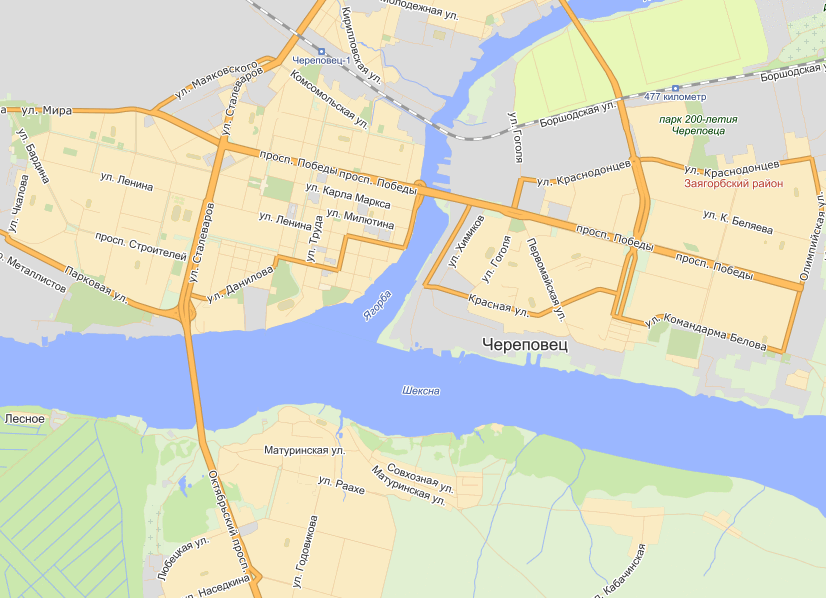 Молодежная ул.
Кирилловская ул.
ул. Маяковского
Череповец-1
Боршодская ул.
ул. Сталеваров
Комсомольская ул.
477 километр
а
ул. Мира
ул. Гоголя
Боршодская ул.
парк 200-летия
Череповца
ул. Бардина
просп. Победы
просп. Победы
ул. Краснодонцев
ул. Краснодонцев
Заягорбский район
ул. Ленина
ул. Карла Маркса
ул. Чкалова
ул. Ленина
ул. Милютина
ул. К. Беляева
Олимпийская ул.
ул. Сталеваров
ул. Труда
ул. Химиков
ул. Гоголя
просп. Победы
просп. Строителей
Первомайская ул.
просп. Победы
Металлистов
Парковая ул.
ул. Данилова
Ягорба
Красная ул.
ул. Командарма Белова
Череповец
Шексна
Лесное
Матуринская ул.
Совхозная ул.
Матуринская ул.
ул. Раахе
Октябрьский просп.
ул. Годовикова
Любецкая ул.
ул. Наседкина
ул. Кабачинская